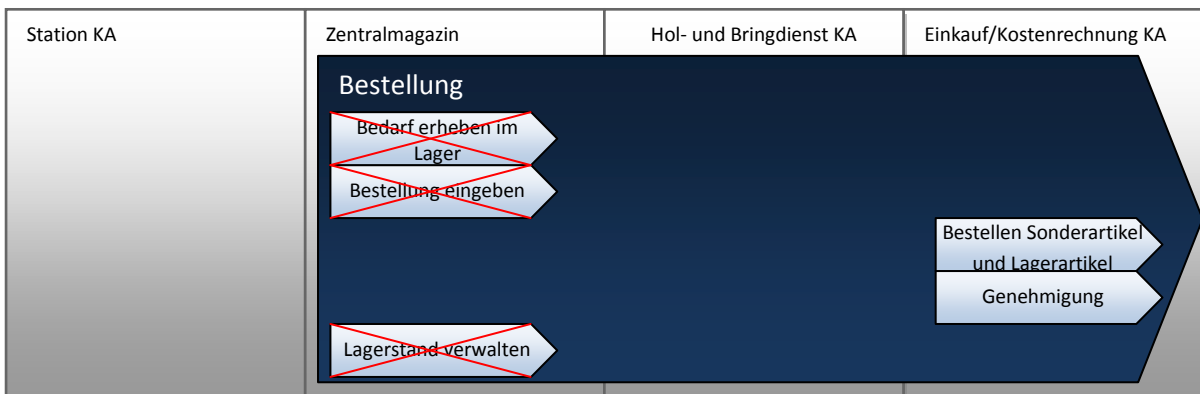 Station KA
Zentralmagazin
Hol- und Bringdienst KA
Einkauf/Kostenrechnung KA
Bestellung
Bedarf erheben im
Lager
Bestellung eingeben
Bestellen Sonderartikel
und Lagerartikel
Genehmigung
Lagerstand verwalten